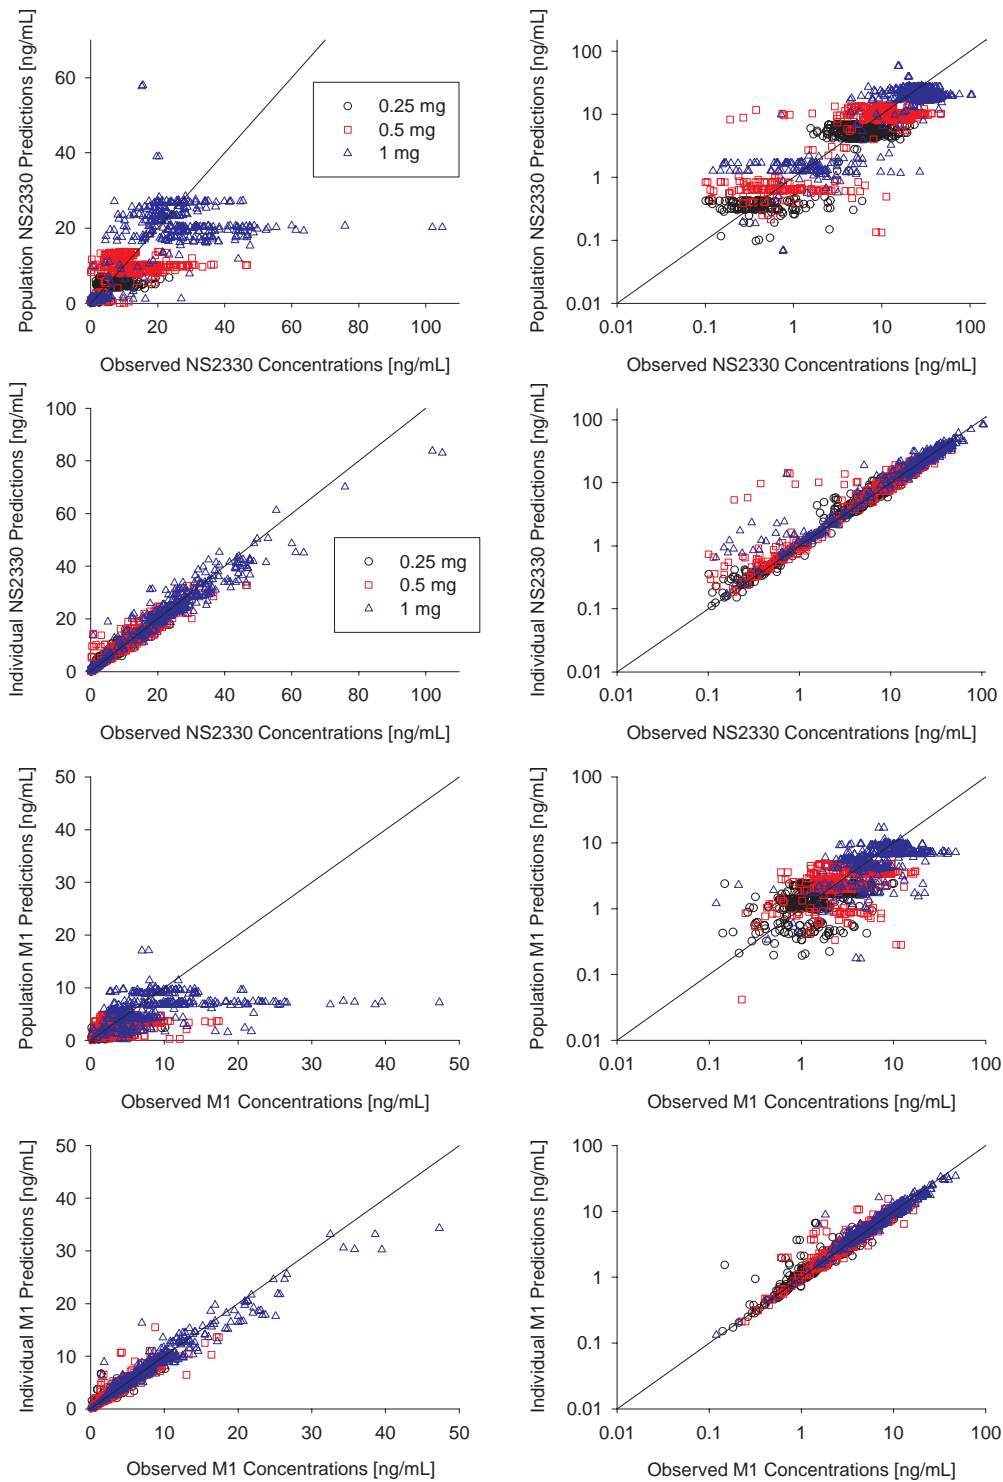 Population NS2330 Predictions [ng/mL]
60
40
20
0
0 20 40 60 80 100
Observed NS2330 Concentrations [ng/mL]
0.25 mg
0.5 mg
1 mg
Population NS2330 Predictions [ng/mL]
100
10
1
0.1
0.01
0.01 0.1 1 10 100
Observed NS2330 Concentrations [ng/mL]
Individual NS2330 Predictions [ng/mL]
100
80
60
40
20
0
0 20 40 60 80 100
Observed NS2330 Concentrations [ng/mL]
0.25 mg
0.5 mg
1 mg
Individual NS2330 Predictions [ng/mL]
100
10
1
0.1
0.01
0.01 0.1 1 10 100
Observed NS2330 Concentrations [ng/mL]
Population M1 Predictions [ng/mL]
50
40
30
20
10
0
0 10 20 30 40 50
Observed M1 Concentrations [ng/mL]
Population M1 Predictions [ng/mL]
100
10
1
0.1
0.01
0.01 0.1 1 10 100
Observed M1 Concentrations [ng/mL]
Individual M1 Predictions [ng/mL]
50
40
30
20
10
0
0 10 20 30 40 50
Observed M1 Concentrations [ng/mL]
Individual M1 Predictions [ng/mL]
100
10
1
0.1
0.01
0.01 0.1 1 10 100
Observed M1 Concentrations [ng/mL]